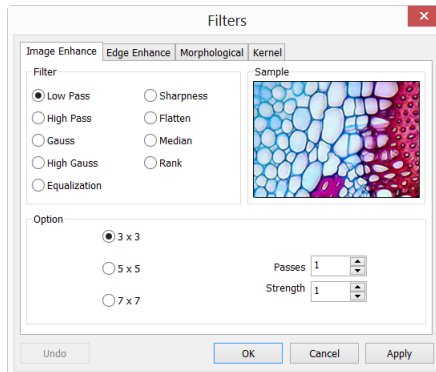 Filters
Image Enhance Edge Enhance Morphological Kernel
Filter Sample
Low Pass Sharpness
High Pass Flatten
Gauss Median
High Gauss Rank
Equalization
Option
3 x 3
5 x 5
Passes 1
Strength 1
7 x 7
Undo OK Cancel Apply